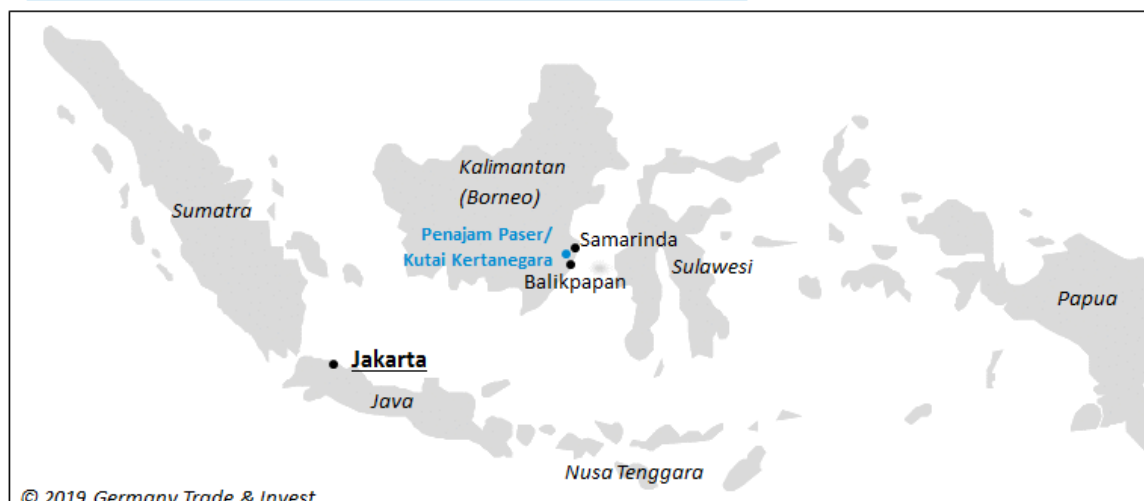 Kalimantan
(Borneo)
Sumatra
Penajam Paser/
Kutai Kertanegara
Samarinda
Sulawesi
Balikpapan
Papua
Jakarta
Java
Nusa Tenggara
© 2019 Germany Trade & Invest